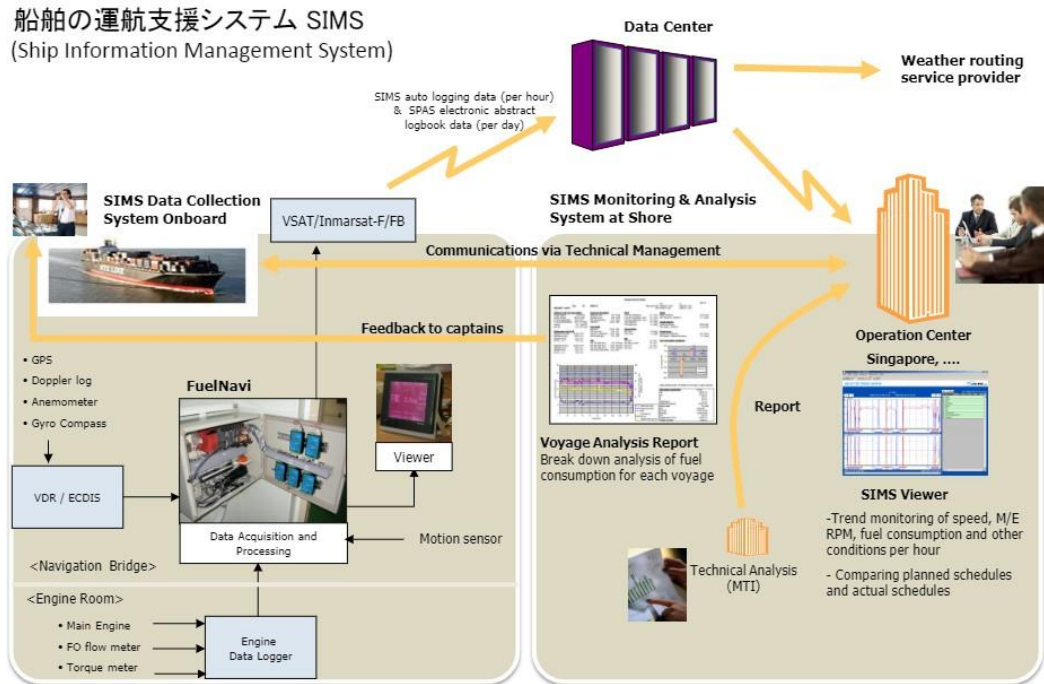 船舶の運航支援システム SIMS
(Ship Information Management System)
Data Center
Weather routing
service provider
SIMS auto logging data (per hour)
& SPAS electronic abstract
logbook data (per day)
SIMS Data Collection
System Onboard
VSAT/Inmarsat-F/FB
SIMS Monitoring & Analysis
System at Shore
Communications via Technical Management
Feedback to captains
Operation Center
Singapore, ....
• GPS
• Doppler log
• Anemometer
• Gyro Compass
FuelNavi
Viewer
Report
Voyage Analysis Report
Break down analysis of fuel
consumption for each voyage
VDR / ECDIS
Data Acquisition and
Processing
Motion sensor
SIMS Viewer
-Trend monitoring of speed, M/E
RPM, fuel consumption and other
conditions per hour
- Comparing planned schedules
and actual schedules
Technical Analysis
(MTI)
<Navigation Bridge>
<Engine Room>
• Main Engine
• FO flow meter
• Torque meter
Engine
Data Logger